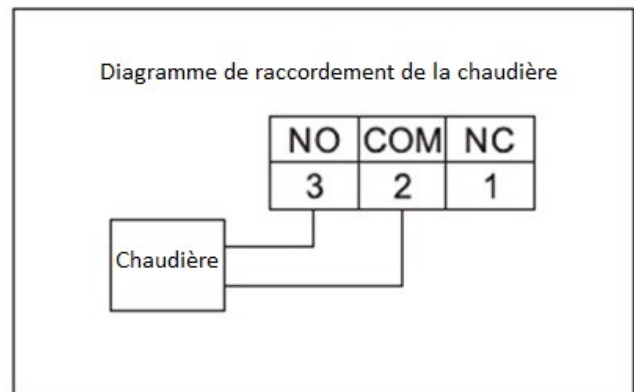 Diagramme de raccordement de la chaudière
NO COM NC
3 2 1
Chaudière